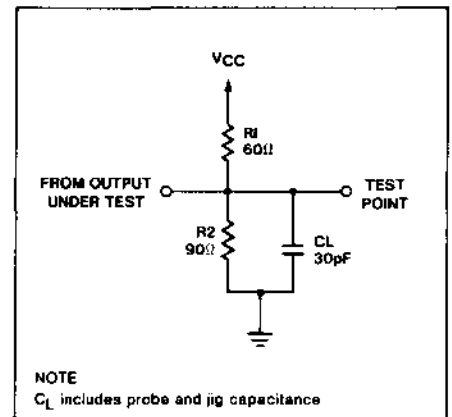 VCC
R1
60Ω
FROM OUTPUT
UNDER TEST
TEST
POINT
R2
90Ω
CL
30pF
NOTE
CL includes probe and jig capacitance